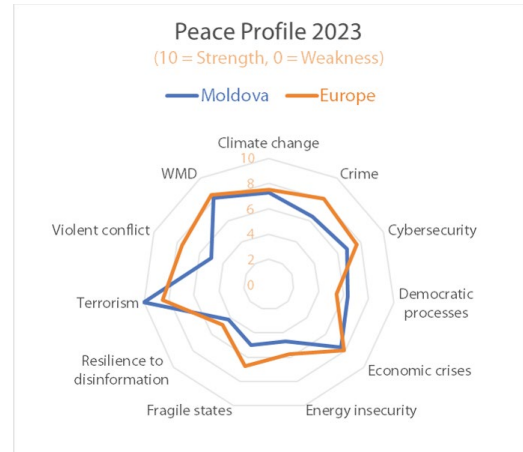 Peace Profile 2023
(10 = Strength, 0 = Weakness)
Moldova
Europe
Climate change
10
8
6
4
2
0
WMD
Crime
Violent conflict
Cybersecurity
Terrorism
Democratic
processes
Resilience to
disinformation
Economic crises
Fragile states
Energy insecurity